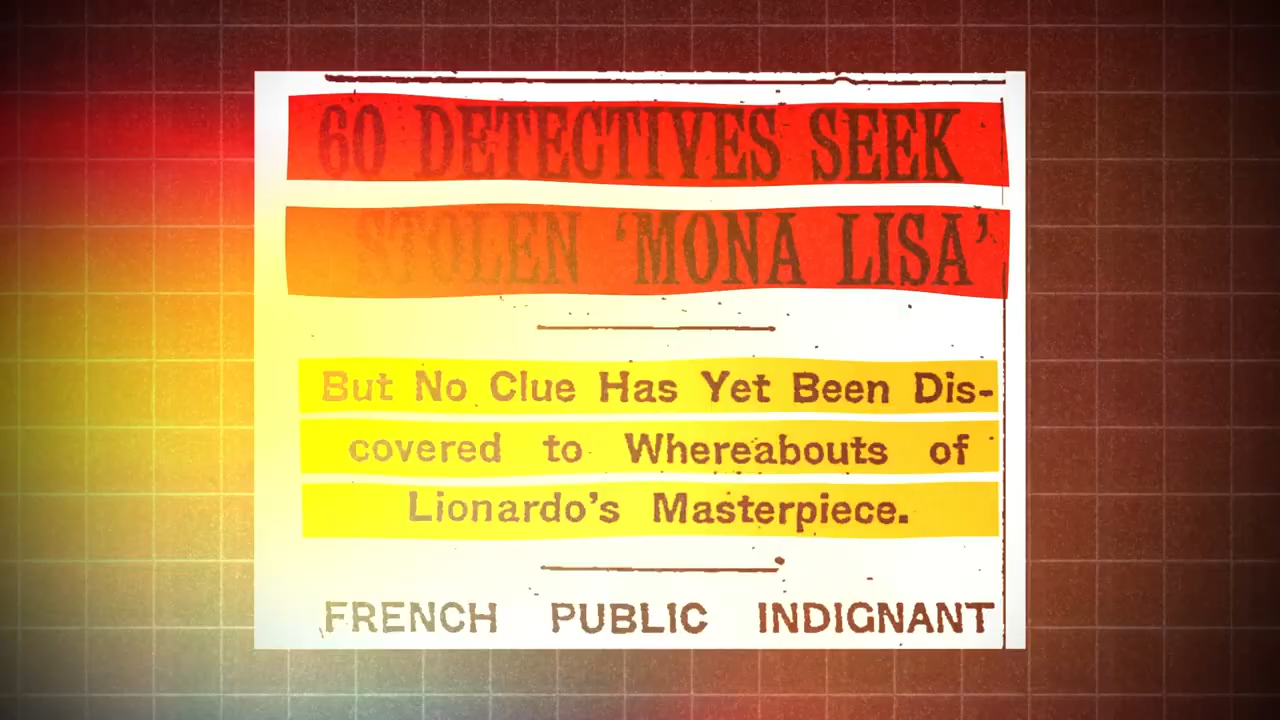 60 DETECTIVES SEEK
STOLEN ‘MONA LISA’
But No Clue Has Yet Been Dis-
covered to Whereabouts of
Lionardo’s Masterpiece.
FRENCH PUBLIC INDIGNANT